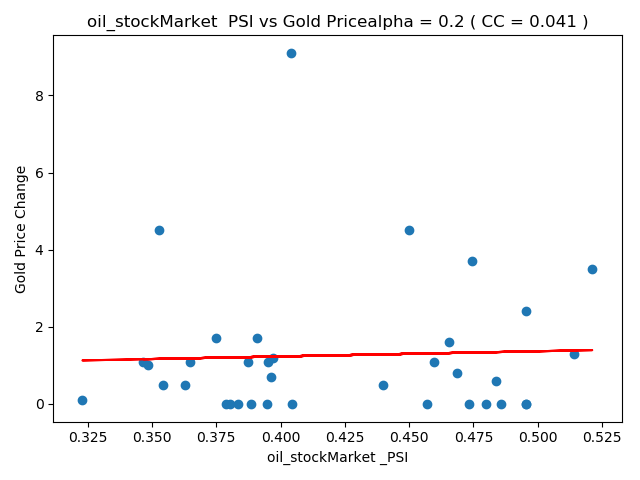 oil_stockMarket  PSI vs Gold Pricealpha = 0.2 ( CC = 0.041 )
Gold Price Change
8
6
4
2
0
0.325 0.350 0.375 0.400 0.425 0.450 0.475 0.500 0.525
oil_stockMarket _PSI